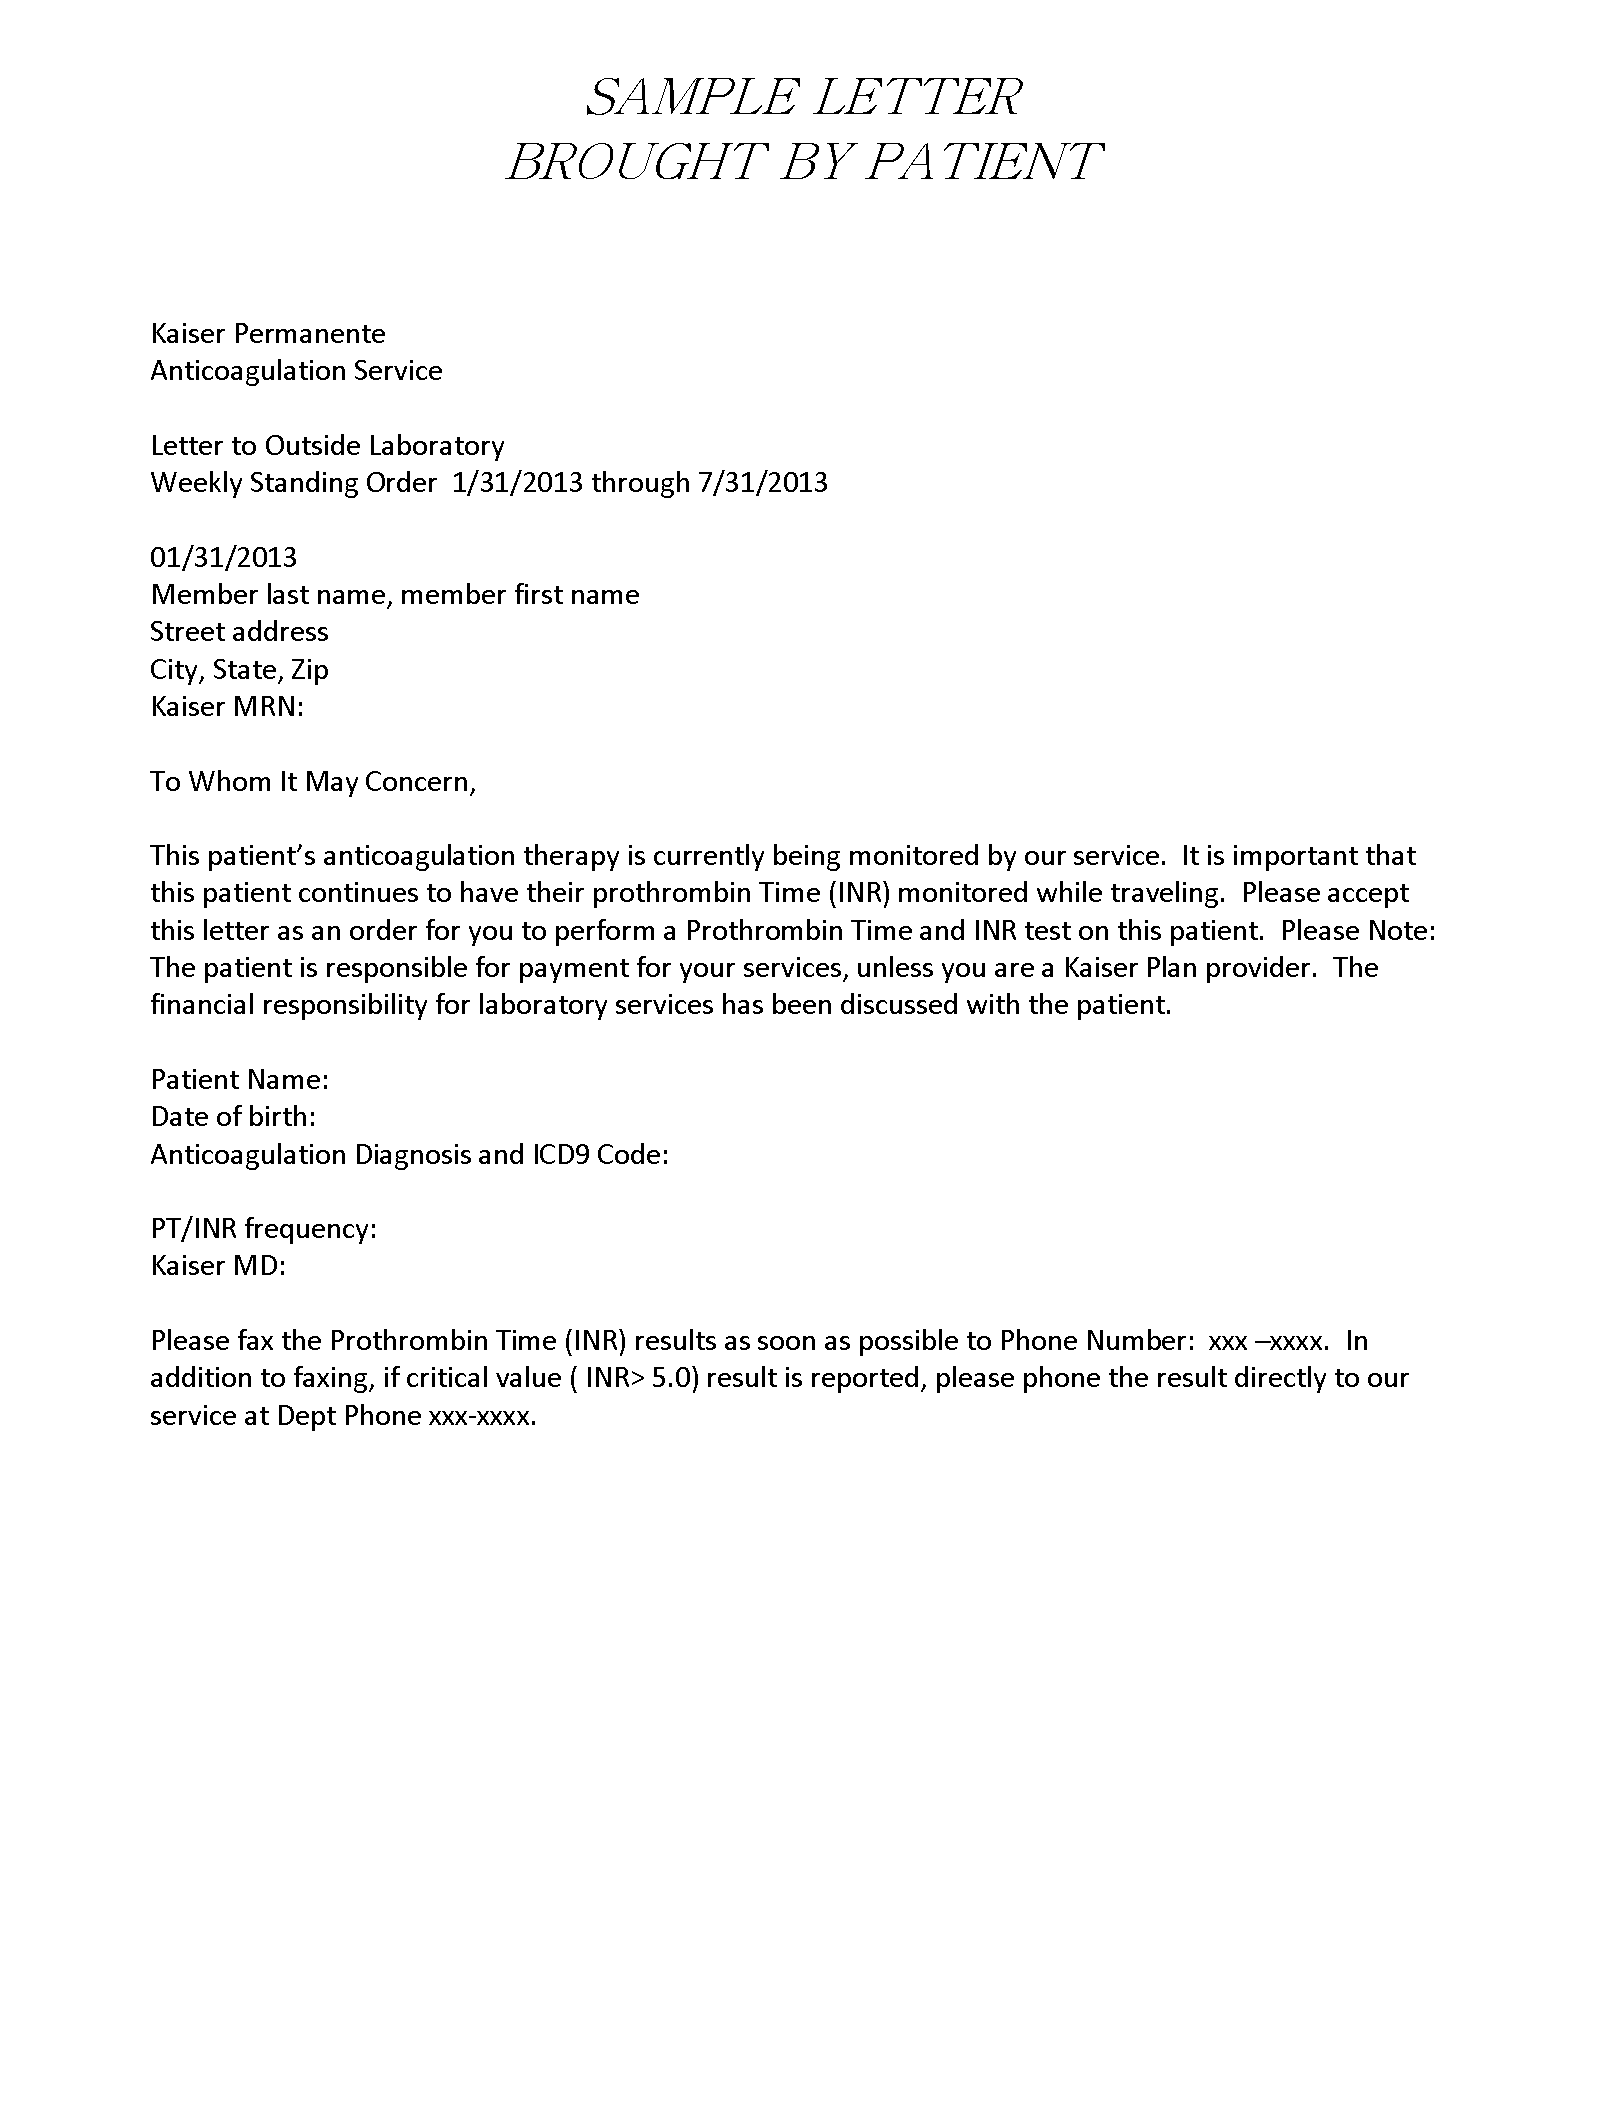 SAMPLE LETTER
BROUGHT BY PATIENT
Kaiser Permanente
Anticoagulation Service
Letter to Outside Laboratory
Weekly Standing Order  1/31/2013 through 7/31/2013
01/31/2013
Member last name, member first name
Street address
City, State, Zip
Kaiser MRN:
To Whom It May Concern,
This patient’s anticoagulation therapy is currently being monitored by our service.  It is important that
this patient continues to have their prothrombin Time (INR) monitored while traveling.  Please accept
this letter as an order for you to perform a Prothrombin Time and INR test on this patient.  Please Note:
The patient is responsible for payment for your services, unless you are a Kaiser Plan provider.  The
financial responsibility for laboratory services has been discussed with the patient.
Patient Name:
Date of birth:
Anticoagulation Diagnosis and ICD9 Code:
PT/INR frequency:
Kaiser MD:
Please fax the Prothrombin Time (INR) results as soon as possible to Phone Number:  xxx –xxxx.  In
addition to faxing, if critical value ( INR> 5.0) result is reported, please phone the result directly to our
service at Dept Phone xxx-xxxx.